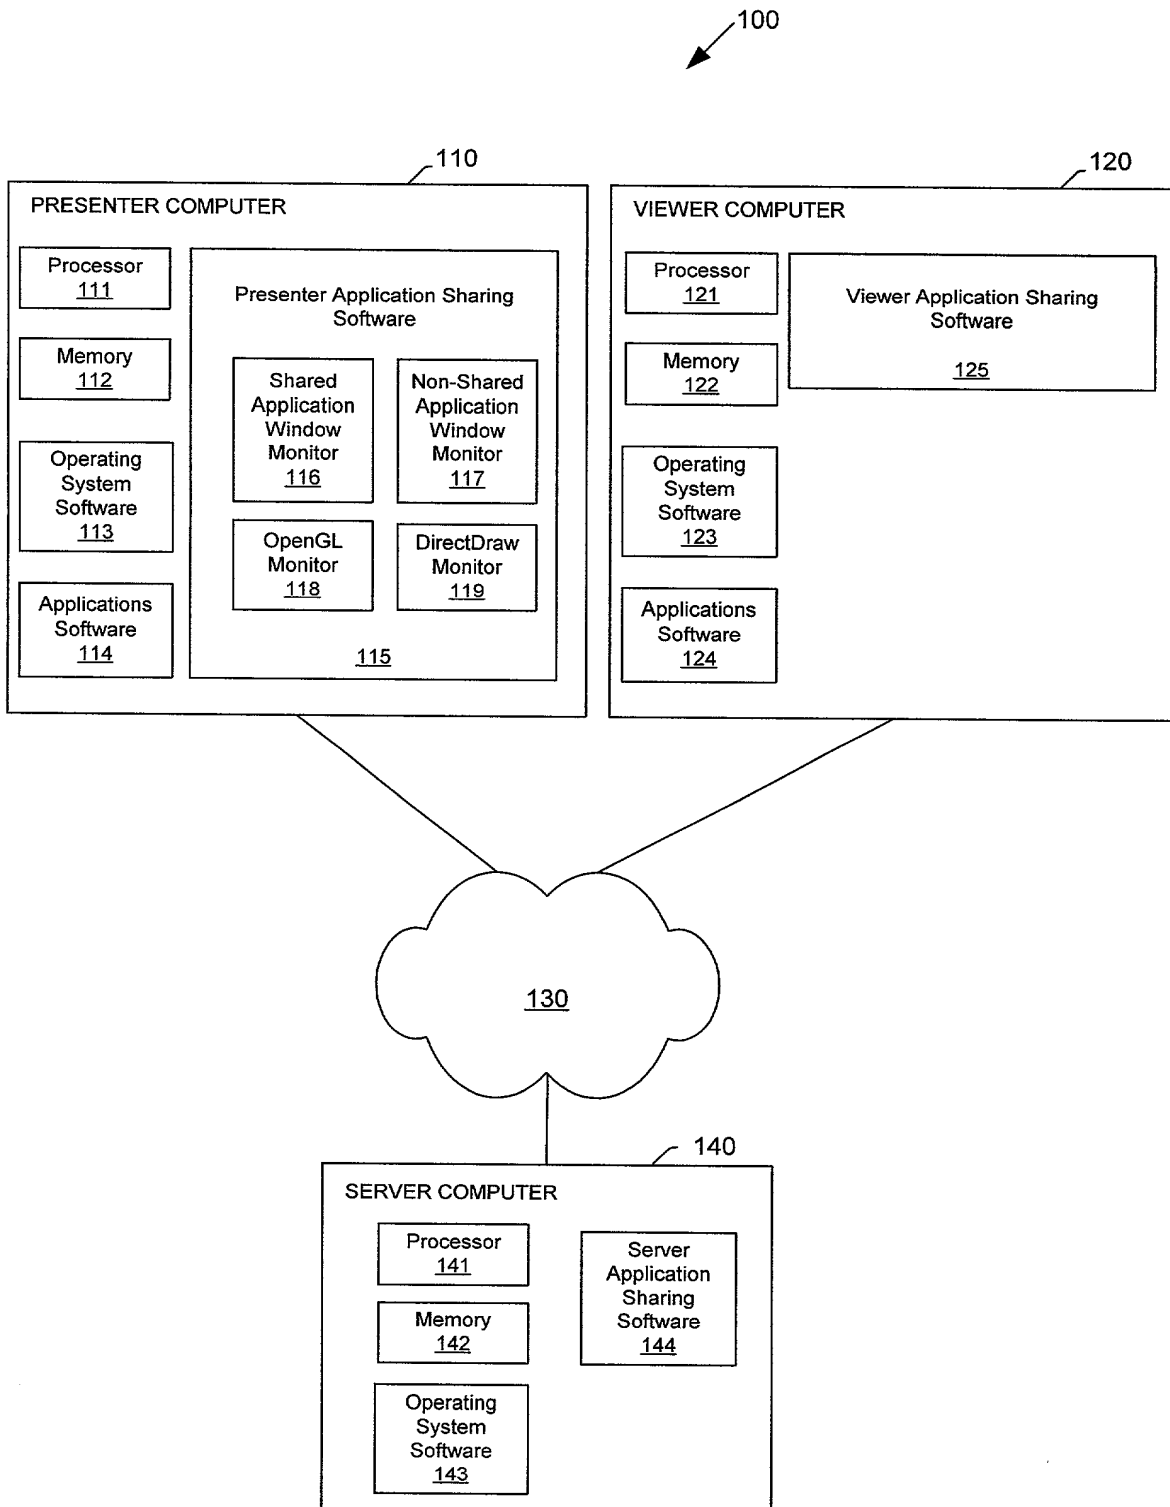 100
110
PRESENTER COMPUTER
Processor
111
Memory
112
Operating
System
Software
113
Applications
Software
114
Presenter Application Sharing
Software
Shared
Application
Window
Monitor
116
Non-Shared
Application
Window
Monitor
117
OpenGL
Monitor
118
DirectDraw
Monitor
119
115
120
VIEWER COMPUTER
Processor
121
Memory
122
Operating
System
Software
123
Applications
Software
124
Viewer Application Sharing
Software
125
130
140
SERVER COMPUTER
Processor
141
Memory
142
Operating
System
Software
143
Server
Application
Sharing
Software
144